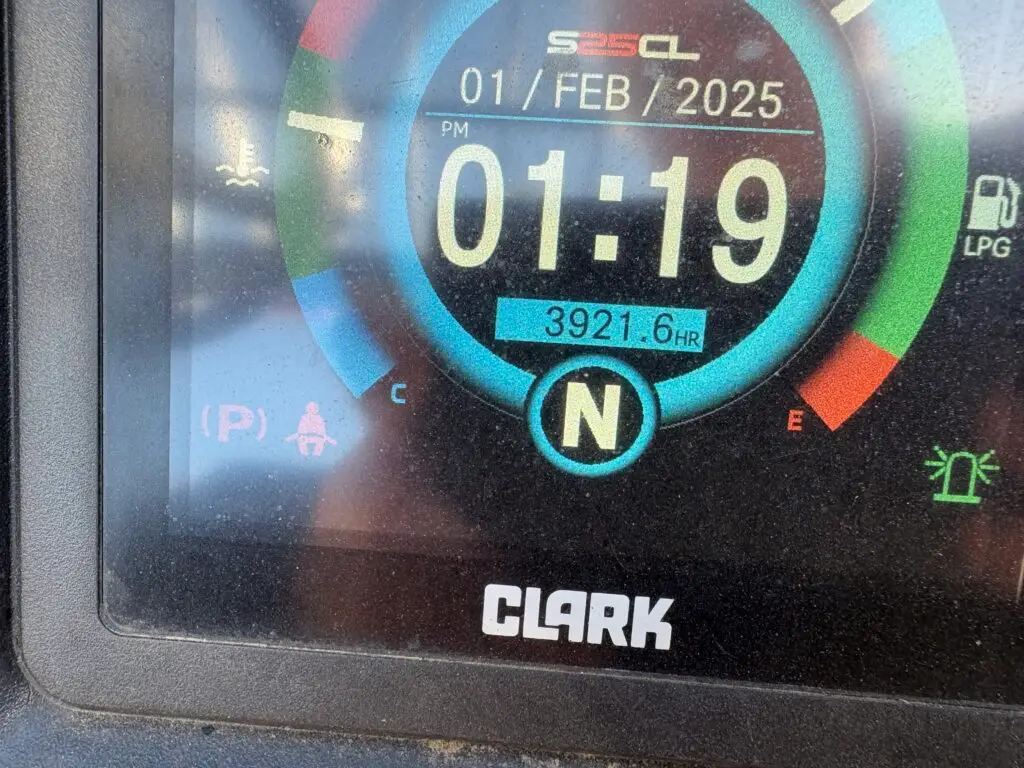 S25CL
01 / FEB / 2025
PM
01:19
3921.6HR
LPG
C
E
N
(P)
CLARK